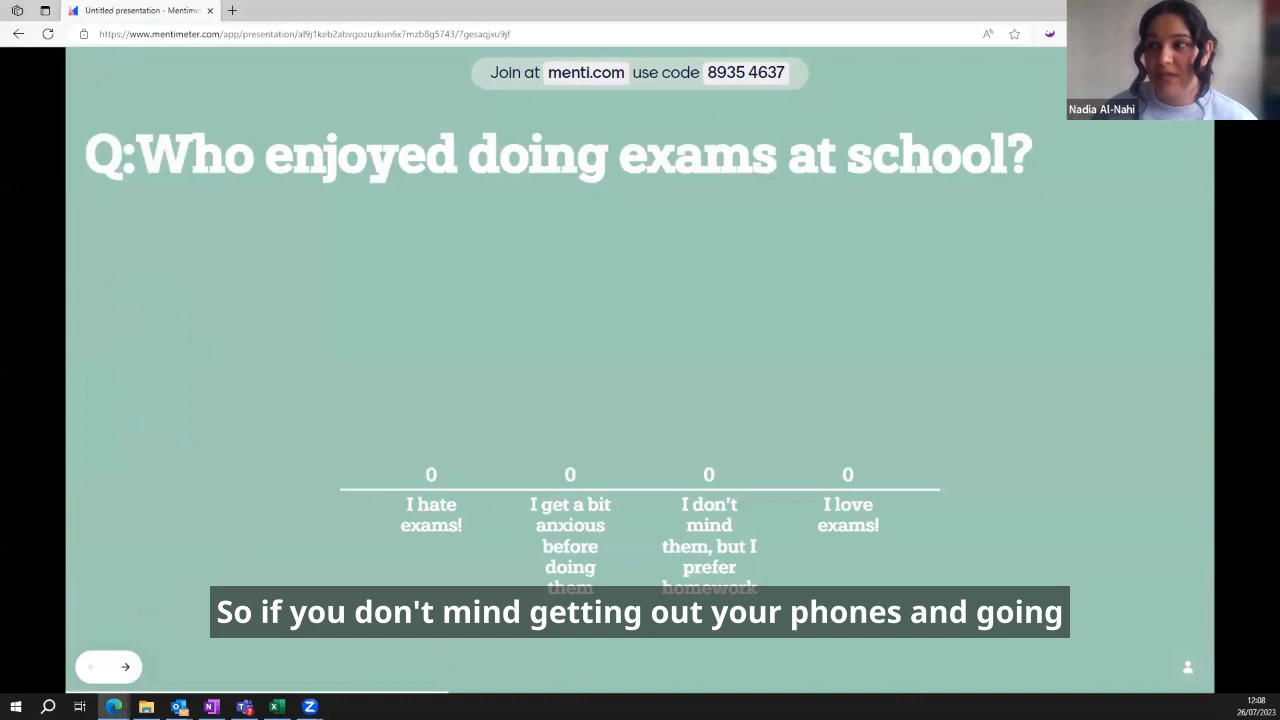 Untitled presentation - Mentime
https://www.mentimeter.com/app/presentation/al9j1keb2abvgozuzkun6x7mzb8g5743/7gesaqjxu9jf
Join at menti.com use code 8935 4637
Nadia Al-Nahi
Q:Who enjoyed doing exams at school?
0 0 0 0
I hate
exams!
I get a bit
anxious
before
doing
them
I don't
mind
them, but I
prefer
homework
I love
exams!
So if you don't mind getting out your phones and going
12:08
26/07/2023